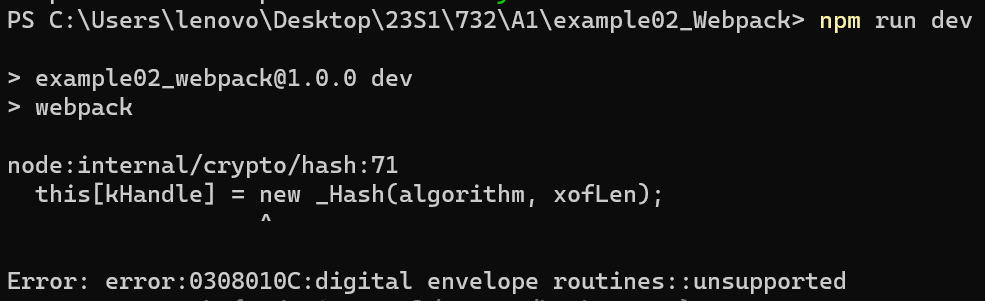 PS C:\Users\lenovo\Desktop\23S1\732\A1\example02_Webpack> npm run dev
> example02_webpack@1.0.0 dev
> webpack
node:internal/crypto/hash:71
  this[kHandle] = new _Hash(algorithm, xofLen);
                  ^
Error: error:0308010C:digital envelope routines::unsupported